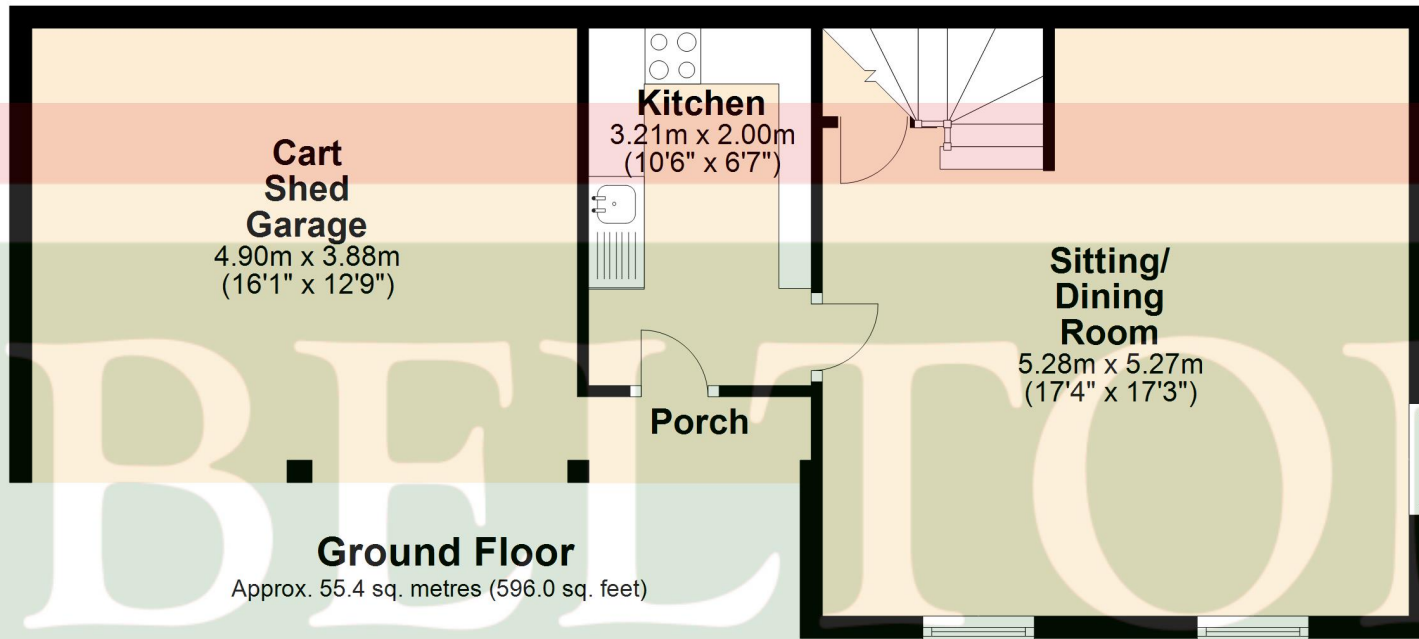 Kitchen
3.21m x 2.00m
(10'6" x 6'7")
Cart
Shed
Garage
4.90m x 3.88m
(16'1" x 12'9")
Sitting/
Dining
Room
5.28m x 5.27m
(17'4" x 17'3")
Porch
Ground Floor
Approx. 55.4 sq. metres (596.0 sq. feet)